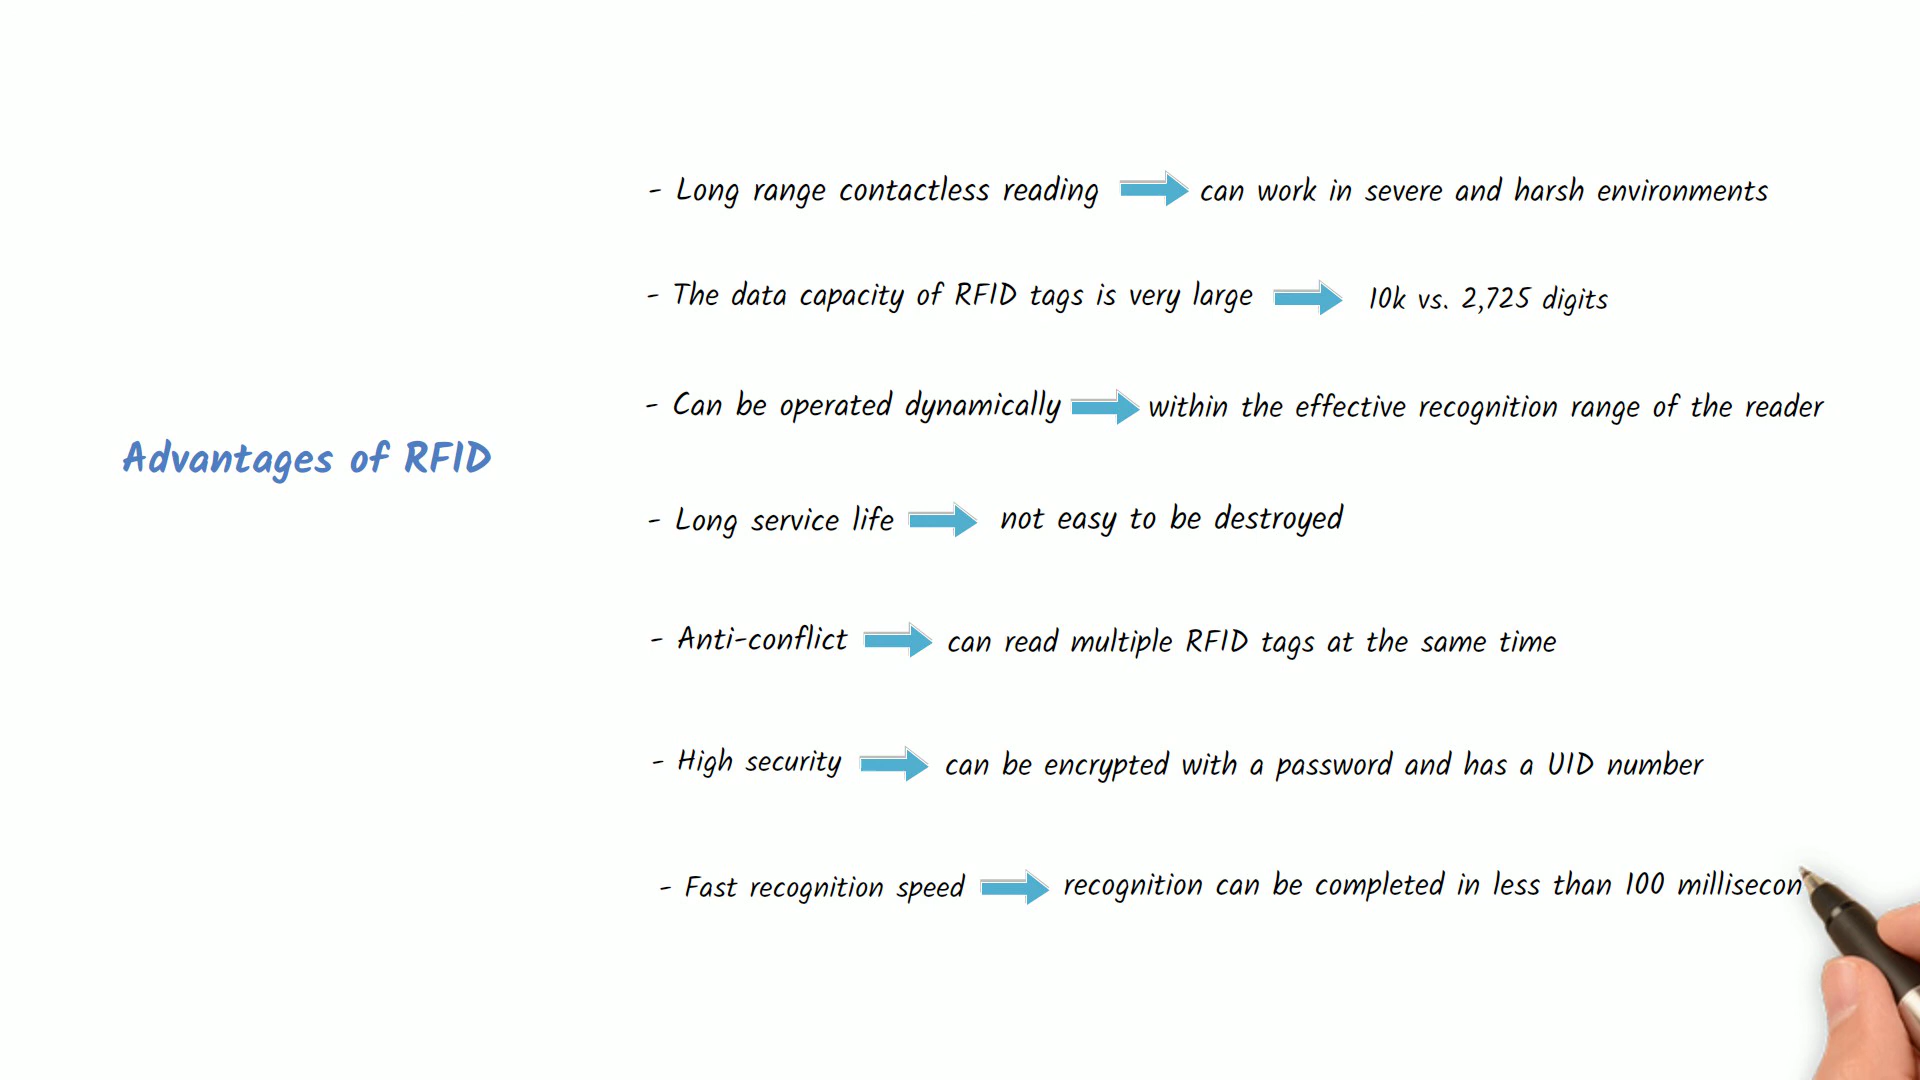 - Long range contactless reading can work in severe and harsh environments
- The data capacity of RFID tags is very large 10k vs. 2,725 digits
- Can be operated dynamically within the effective recognition range of the reader
Advantages of RFID
- Long service life not easy to be destroyed
- Anti-conflict can read multiple RFID tags at the same time
- High security can be encrypted with a password and has a UID number
- Fast recognition speed recognition can be completed in less than 100 millisecon